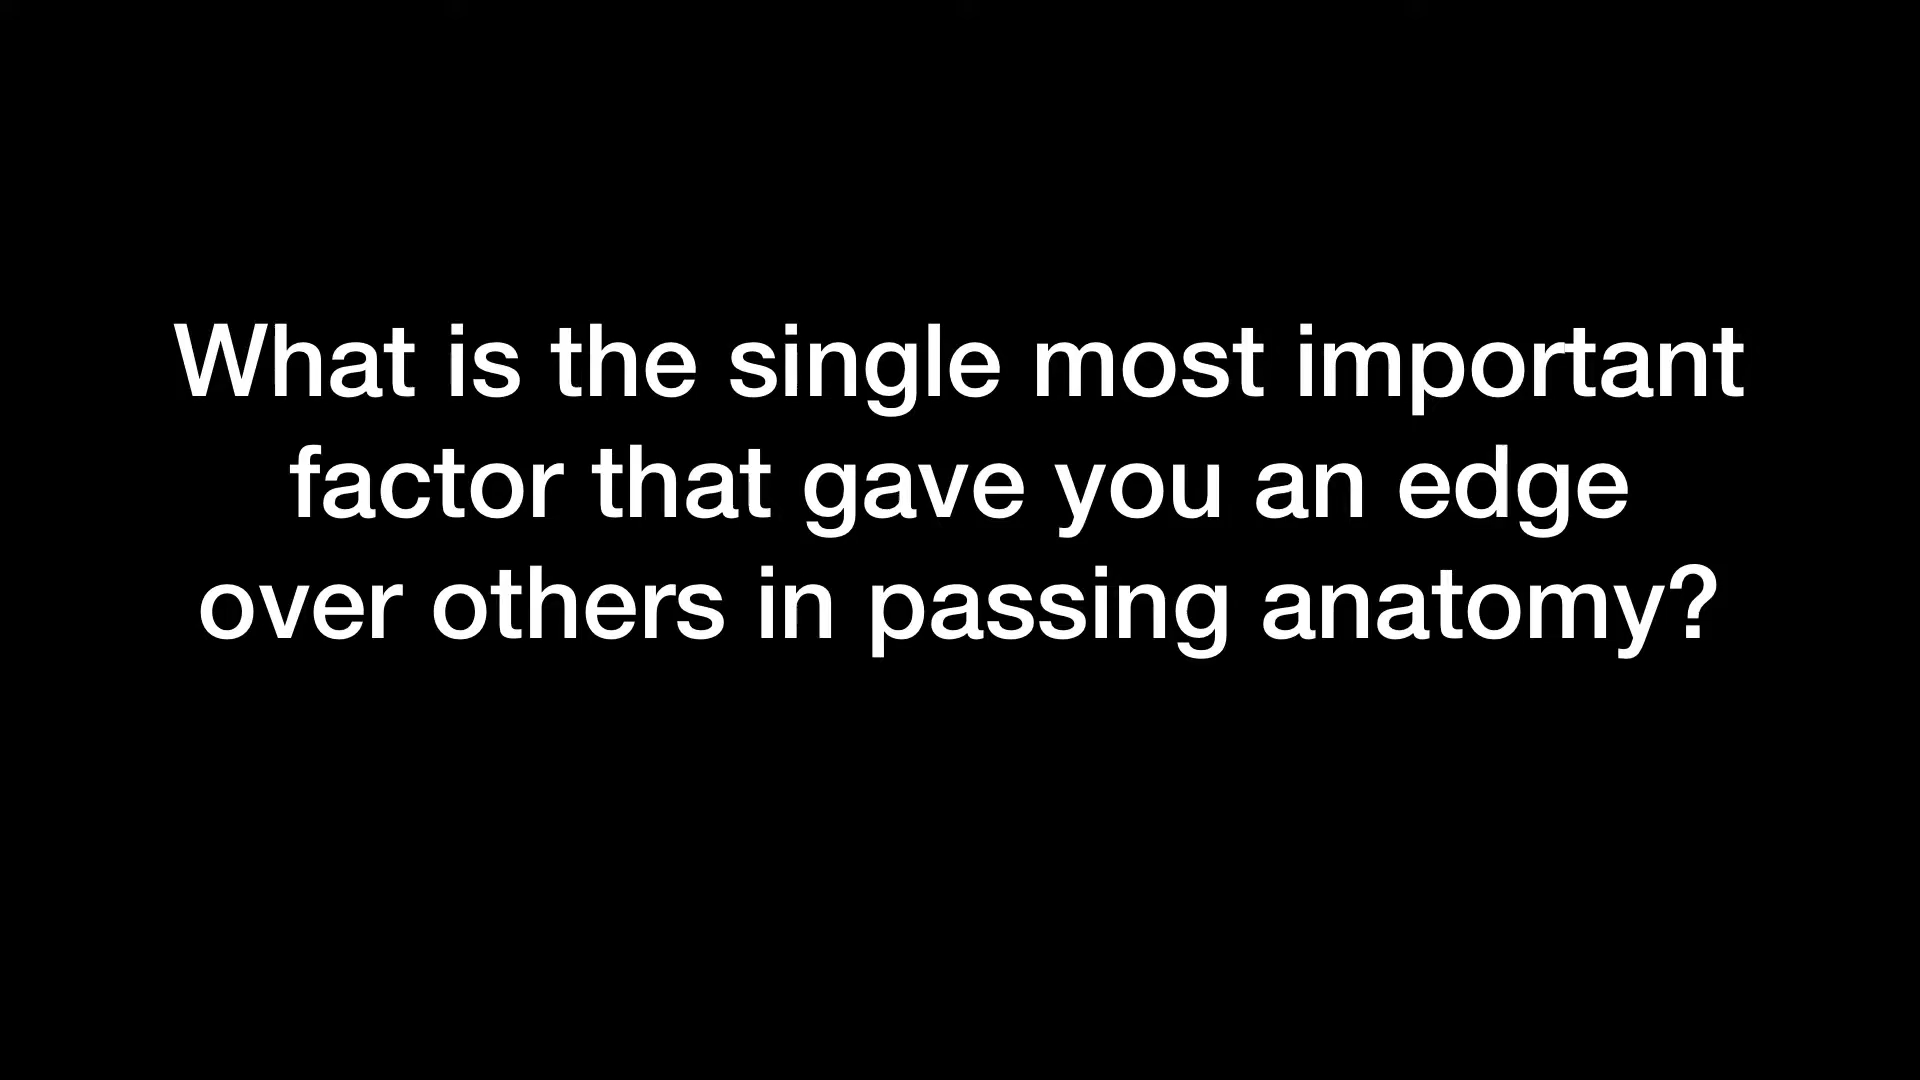 What is the single most important
factor that gave you an edge
over others in passing anatomy?